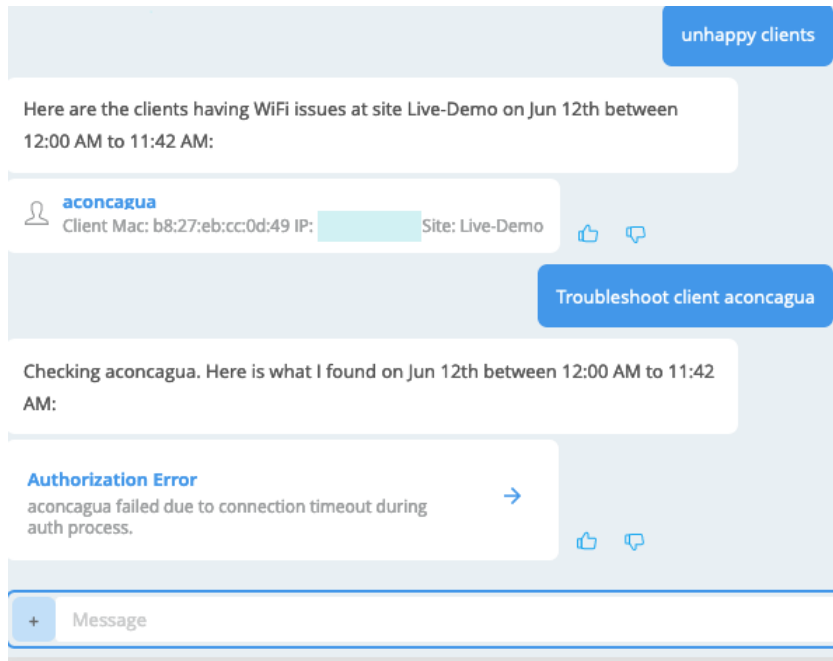 unhappy clients
Here are the clients having WiFi issues at site Live-Demo on Jun 12th between
12:00 AM to 11:42 AM:
aconcagua
Client Mac: b8:27:eb:cc:0d:49 IP: Site: Live-Demo
Troubleshoot client aconcagua
Checking aconcagua. Here is what I found on Jun 12th between 12:00 AM to 11:42
AM:
Authorization Error
aconcagua failed due to connection timeout during
auth process.
+ Message